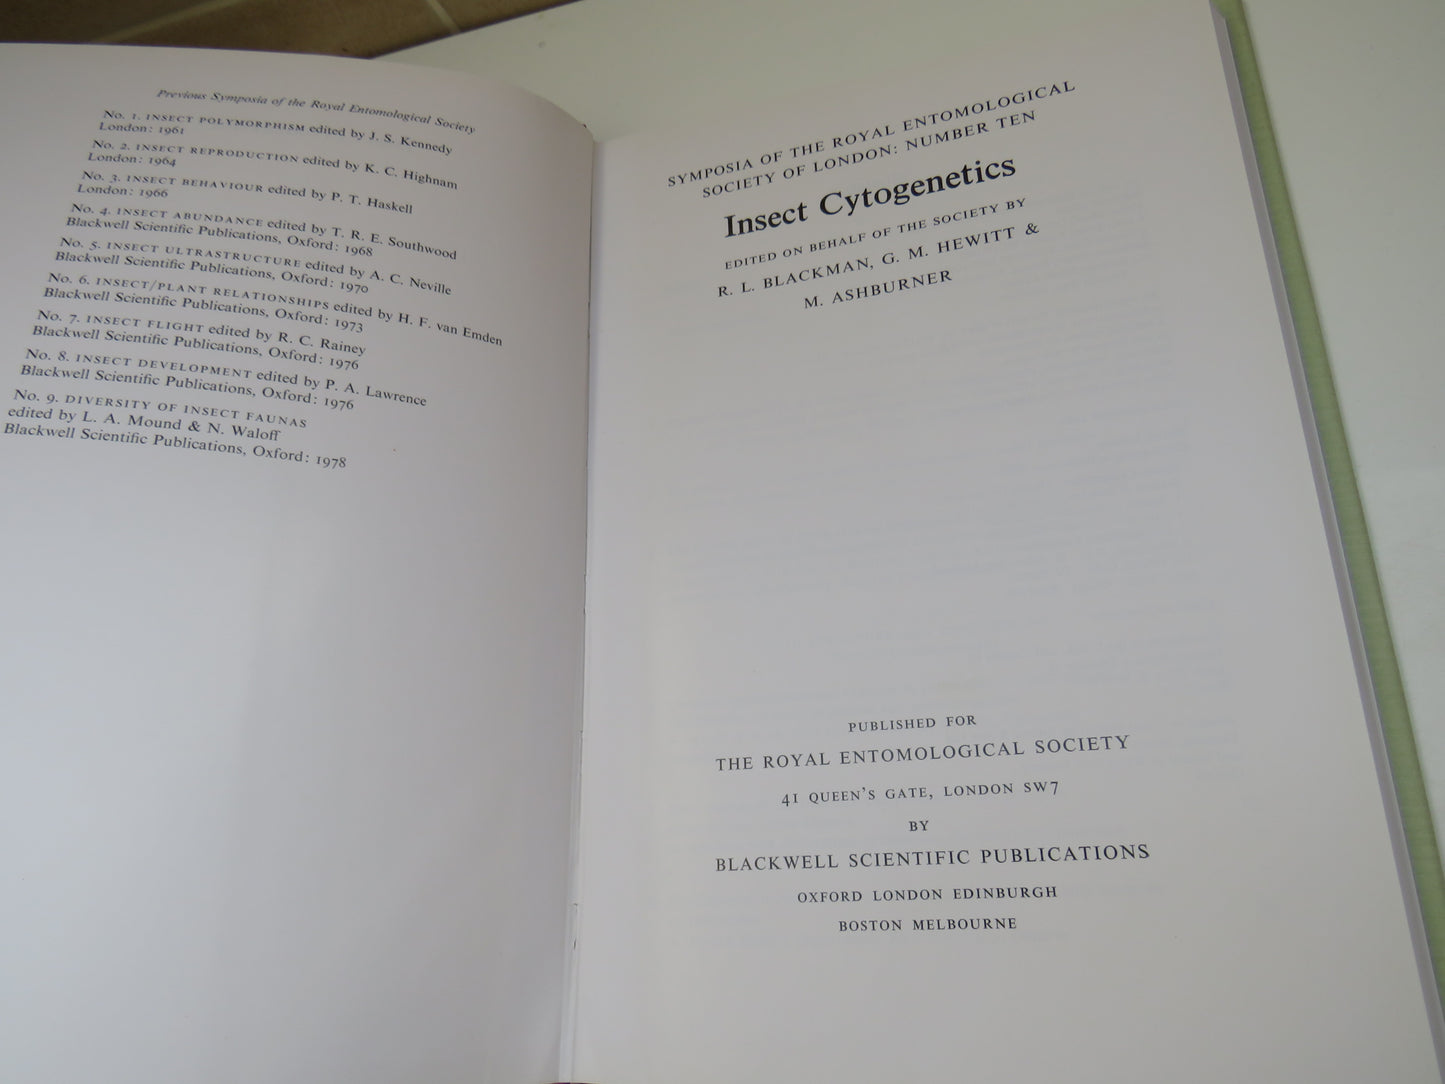 Previous Symposia of the Royal Entomological Society
No. 1. INSECT POLYMORPHISM edited by J. S. Kennedy
London: 1961
No. 2. INSECT REPRODUCTION edited by K. C. Highnam
London: 1964
No. 3. INSECT BEHAVIOUR edited by P. T. Haskell
London: 1966
No. 4. INSECT ABUNDANCE edited by T. R. E. Southwood
Blackwell Scientific Publications, Oxford: 1968
No. 5. INSECT ULTRASTRUCTURE edited by A. C. Neville
Blackwell Scientific Publications, Oxford: 1970
No. 6. INSECT/PLANT RELATIONSHIPS edited by H. F. van Emden
Blackwell Scientific Publications, Oxford: 1973
No. 7. INSECT FLIGHT edited by R. C. Rainey
Blackwell Scientific Publications, Oxford: 1976
No. 8. INSECT DEVELOPMENT edited by P. A. Lawrence
Blackwell Scientific Publications, Oxford: 1976
No. 9. DIVERSITY OF INSECT FAUNAS
edited by L. A. Mound & N. Waloff
Blackwell Scientific Publications, Oxford: 1978
SYMPOSIA OF THE ROYAL ENTOMOLOGICAL
SOCIETY OF LONDON: NUMBER TEN
Insect Cytogenetics
EDITED ON BEHALF OF THE SOCIETY BY
R. L. BLACKMAN, G. M. HEWITT &
M. ASHBURNER
PUBLISHED FOR
THE ROYAL ENTOMOLOGICAL SOCIETY
41 QUEEN'S GATE, LONDON SW7
BY
BLACKWELL SCIENTIFIC PUBLICATIONS
OXFORD LONDON EDINBURGH
BOSTON MELBOURNE